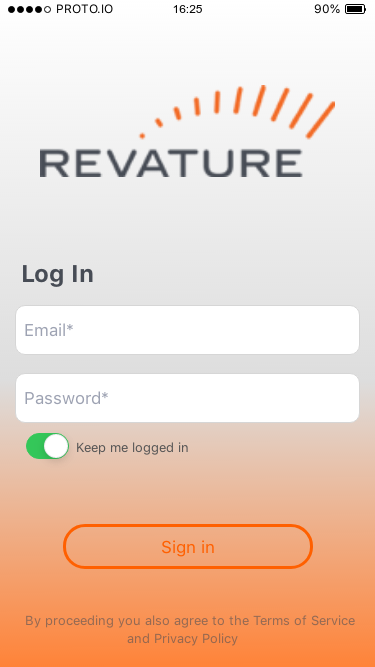 PROTO.IO 16:25 90%
REVATURE
Log In
Email*
Password*
Keep me logged in
Sign in
By proceeding you also agree to the Terms of Service
and Privacy Policy